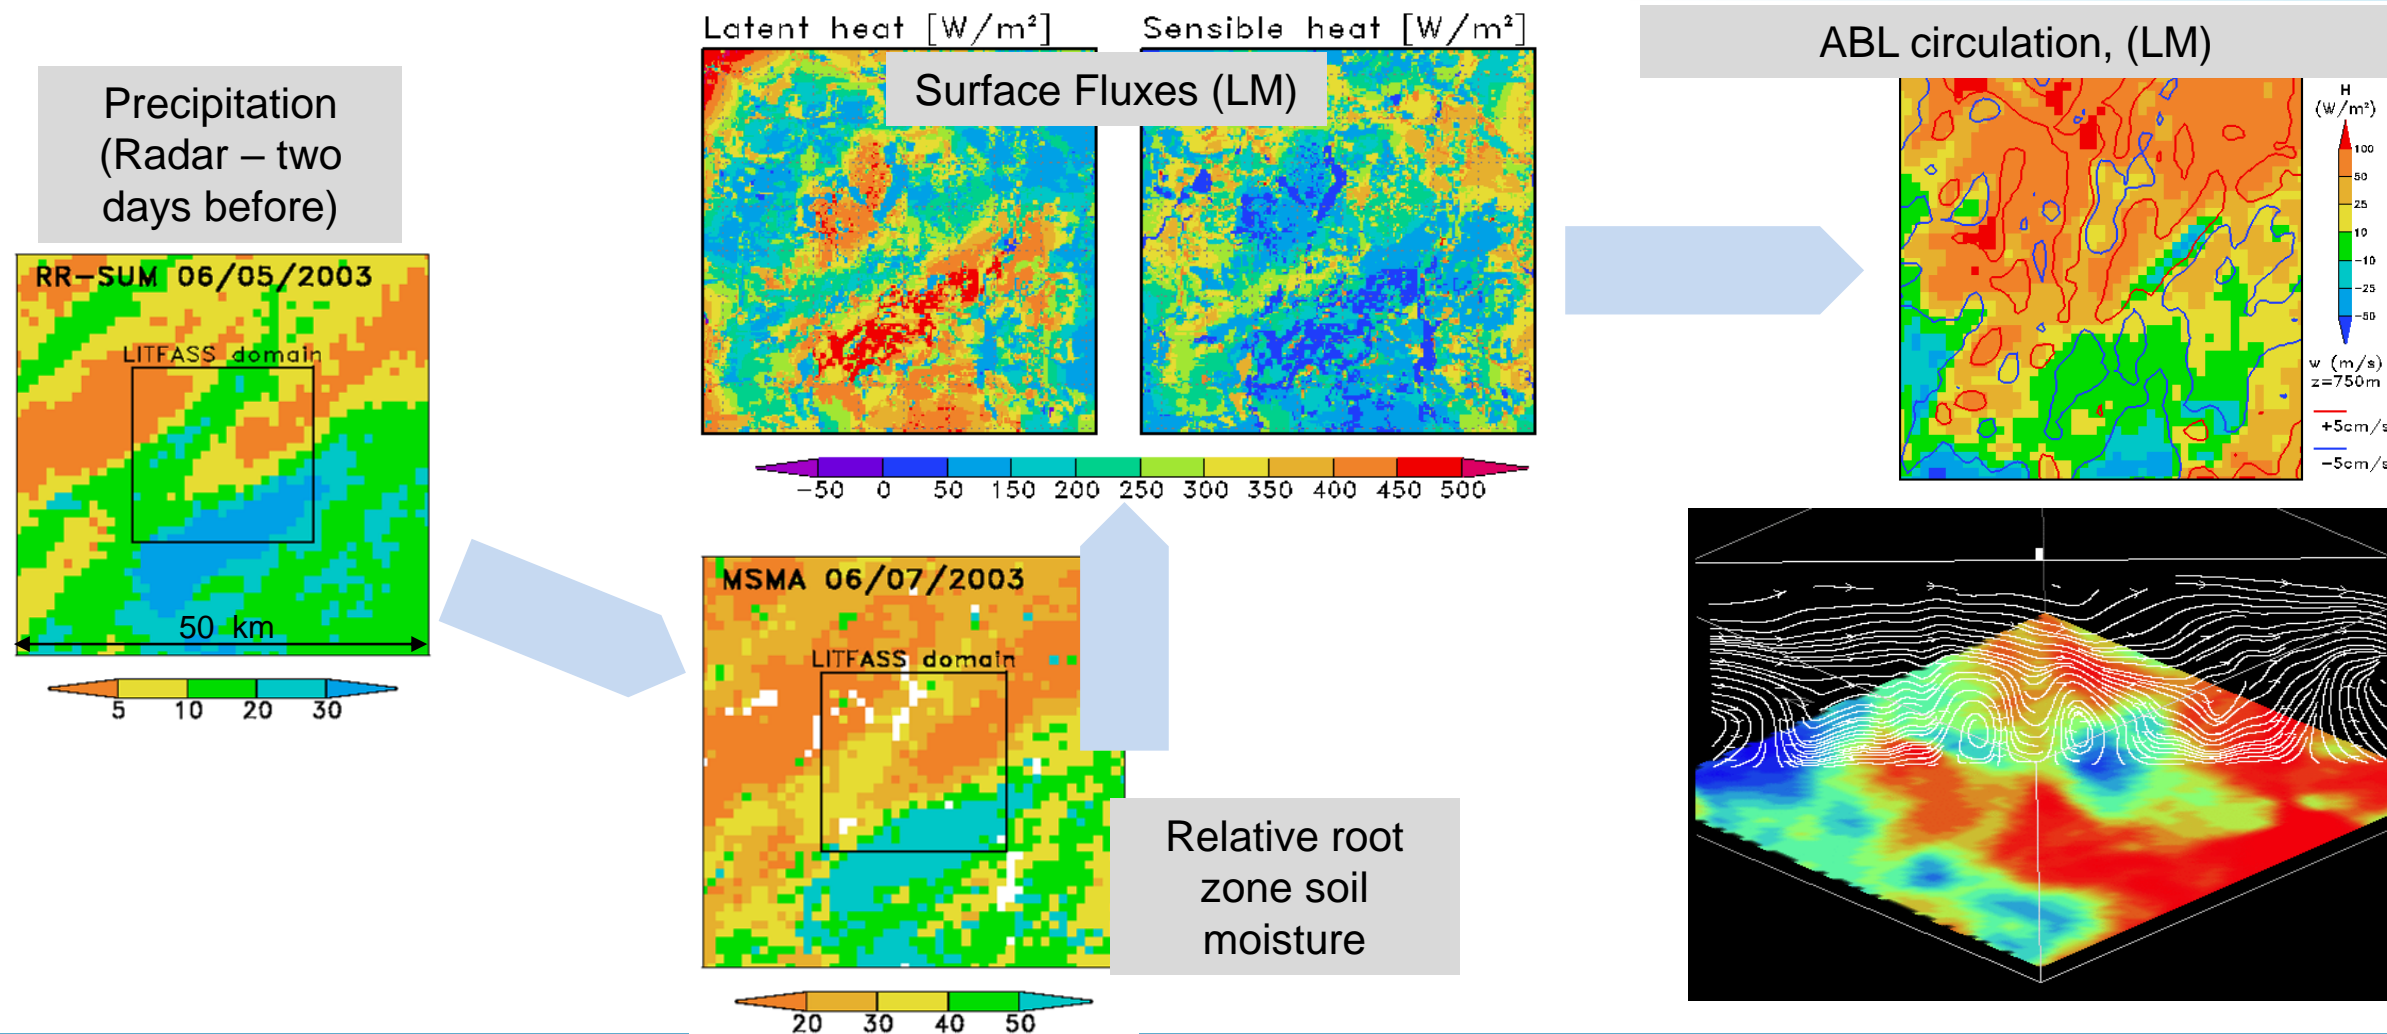 Precipitation
(Radar – two
days before)
RR-SUM 06/05/2003
LITFASS domain
50 km
5 10 20 30
Latent heat [W/m²]
Sensible heat [W/m²]
Surface Fluxes (LM)
-50 0 50 150 200 250 300 350 400 450 500
MSMA 06/07/2003
LITFASS domain
20 30 40 50
Relative root
zone soil
moisture
ABL circulation, (LM)
H
(W/m²)
100
50
25
10
-10
-25
-50
w (m/s)
z=750m
+5cm/s
-5cm/s